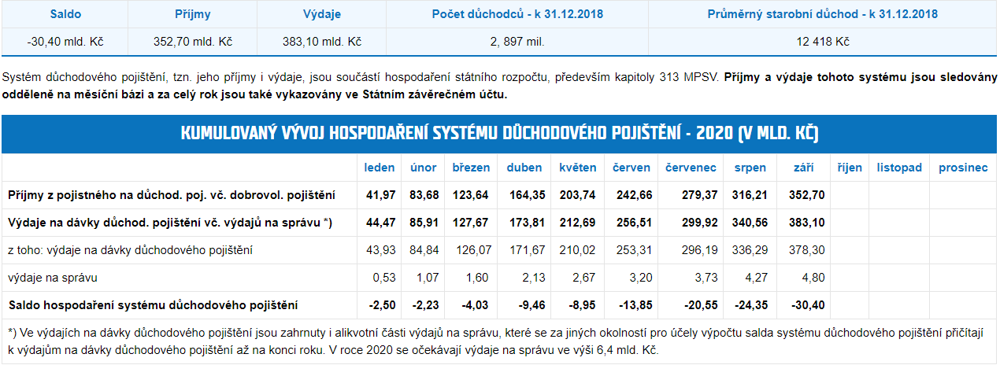 Saldo Příjmy Výdaje Počet důchodců - k 31.12.2018 Průměrný starobní důchod - k 31.12.2018
-30,40 mld. Kč 352,70 mld. Kč 383,10 mld. Kč 2, 897 mil. 12 418 Kč
Systém důchodového pojištění, tzn. jeho příjmy i výdaje, jsou součástí hospodaření státního rozpočtu, především kapitoly 313 MPSV. Příjmy a výdaje tohoto systému jsou sledovány
odděleně na měsíční bázi a za celý rok jsou také vykazovány ve Státním závěrečném účtu.
KUMULOVANÝ VÝVOJ HOSPODAŘENÍ SYSTÉMU DŮCHODOVÉHO POJIŠTĚNÍ - 2020 (V MLD. KČ)
leden únor březen duben květen červen červenec srpen září říjen listopad prosinec
Příjmy z pojistného na důchod. poj. vč. dobrovol. pojištění 41,97 83,68 123,64 164,35 203,74 242,66 279,37 316,21 352,70
Výdaje na dávky důchod. pojištění vč. výdajů na správu *) 44,47 85,91 127,67 173,81 212,69 256,51 299,92 340,56 383,10
z toho: výdaje na dávky důchodového pojištění 43,93 84,84 126,07 171,67 210,02 253,31 296,19 336,29 378,30
výdaje na správu 0,53 1,07 1,60 2,13 2,67 3,20 3,73 4,27 4,80
Saldo hospodaření systému důchodového pojištění -2,50 -2,23 -4,03 -9,46 -8,95 -13,85 -20,55 -24,35 -30,40
*) Ve výdajích na dávky důchodového pojištění jsou zahrnuty i alikvotní části výdajů na správu, které se za jiných okolností pro účely výpočtu salda systému důchodového pojištění přičítají
k výdajům na dávky důchodového pojištění až na konci roku. V roce 2020 se očekávají výdaje na správu ve výši 6,4 mld. Kč.